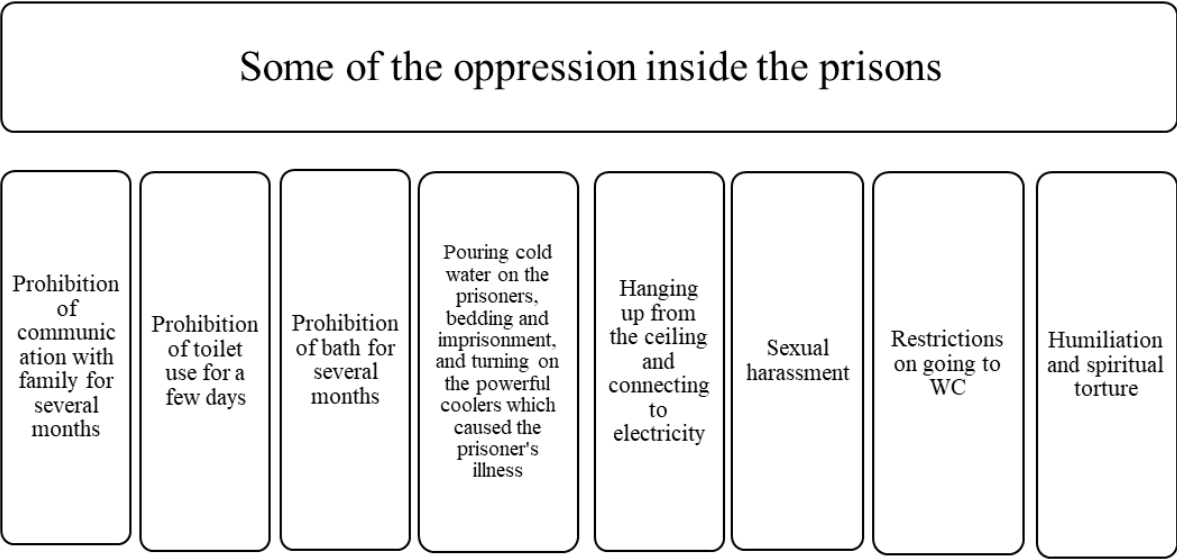 Some of the oppression inside the prisons
Prohibition
of
communic
ation with
family for
several
months
Prohibition
of toilet
use for a
few days
Prohibition
of bath for
several
months
Pouring cold
water on the
prisoners,
bedding and
imprisonment,
and turning on
the powerful
coolers which
caused the
prisoner's
illness
Hanging
up from
the ceiling
and
connecting
to
electricity
Sexual
harassment
Restrictions
on going to
WC
Humiliation
and spiritual
torture